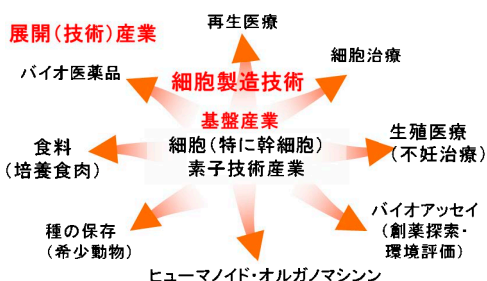 再生医療
展開(技術)産業
細胞治療
バイオ医薬品
細胞製造技術
基盤産業
細胞(特に幹細胞)
素子技術産業
生殖医療
(不妊治療)
食料
(培養食肉)
バイオアッセイ
(創薬探索・
環境評価)
種の保存
(希少動物)
ヒューマノイド・オルガノマシンン